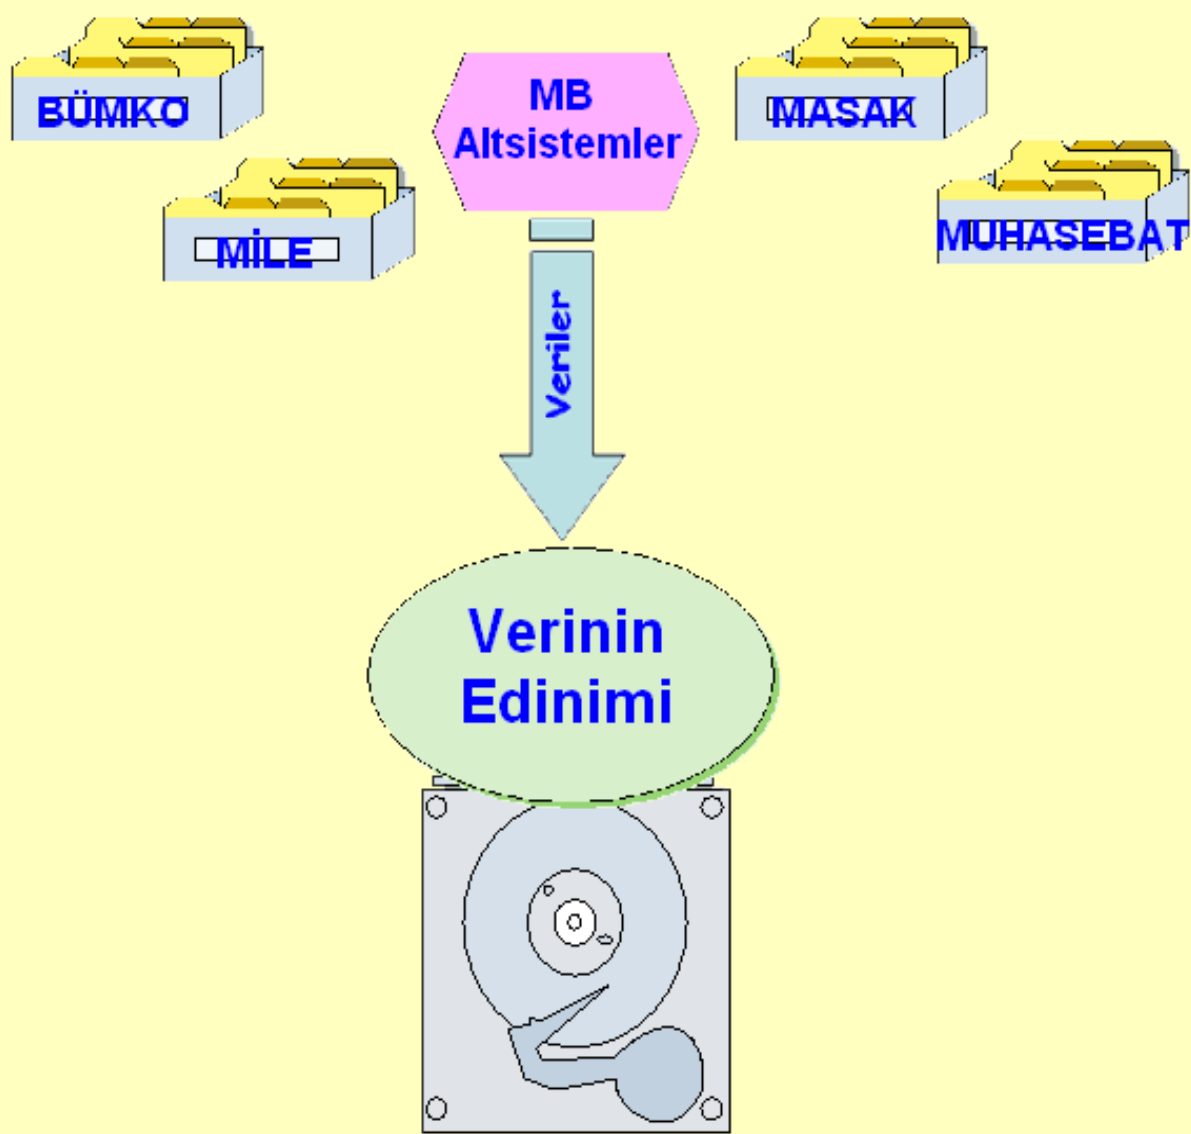 BÜMKO
MB
Altsistemler
MASAK
MİLE
MUHASEBAT
Veriler
Verinin
Edinimi